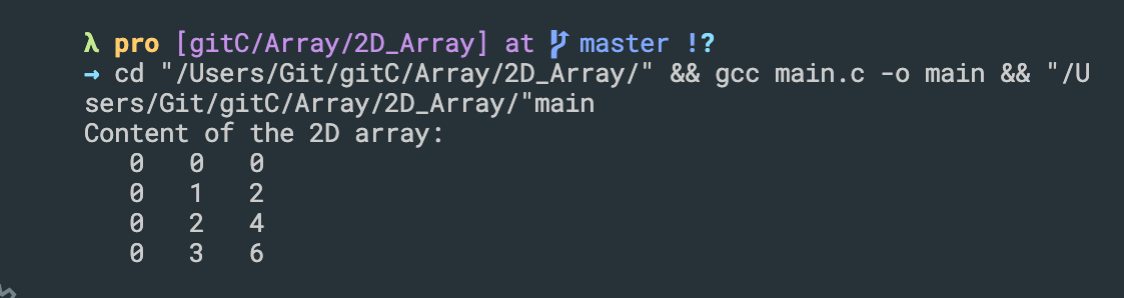 λ pro [gitC/Array/2D_Array] at master !?
→ cd "/Users/Git/gitC/Array/2D_Array/" && gcc main.c -o main && "/U
sers/Git/gitC/Array/2D_Array/"main
Content of the 2D array:
0 0 0
0 1 2
0 2 4
0 3 6